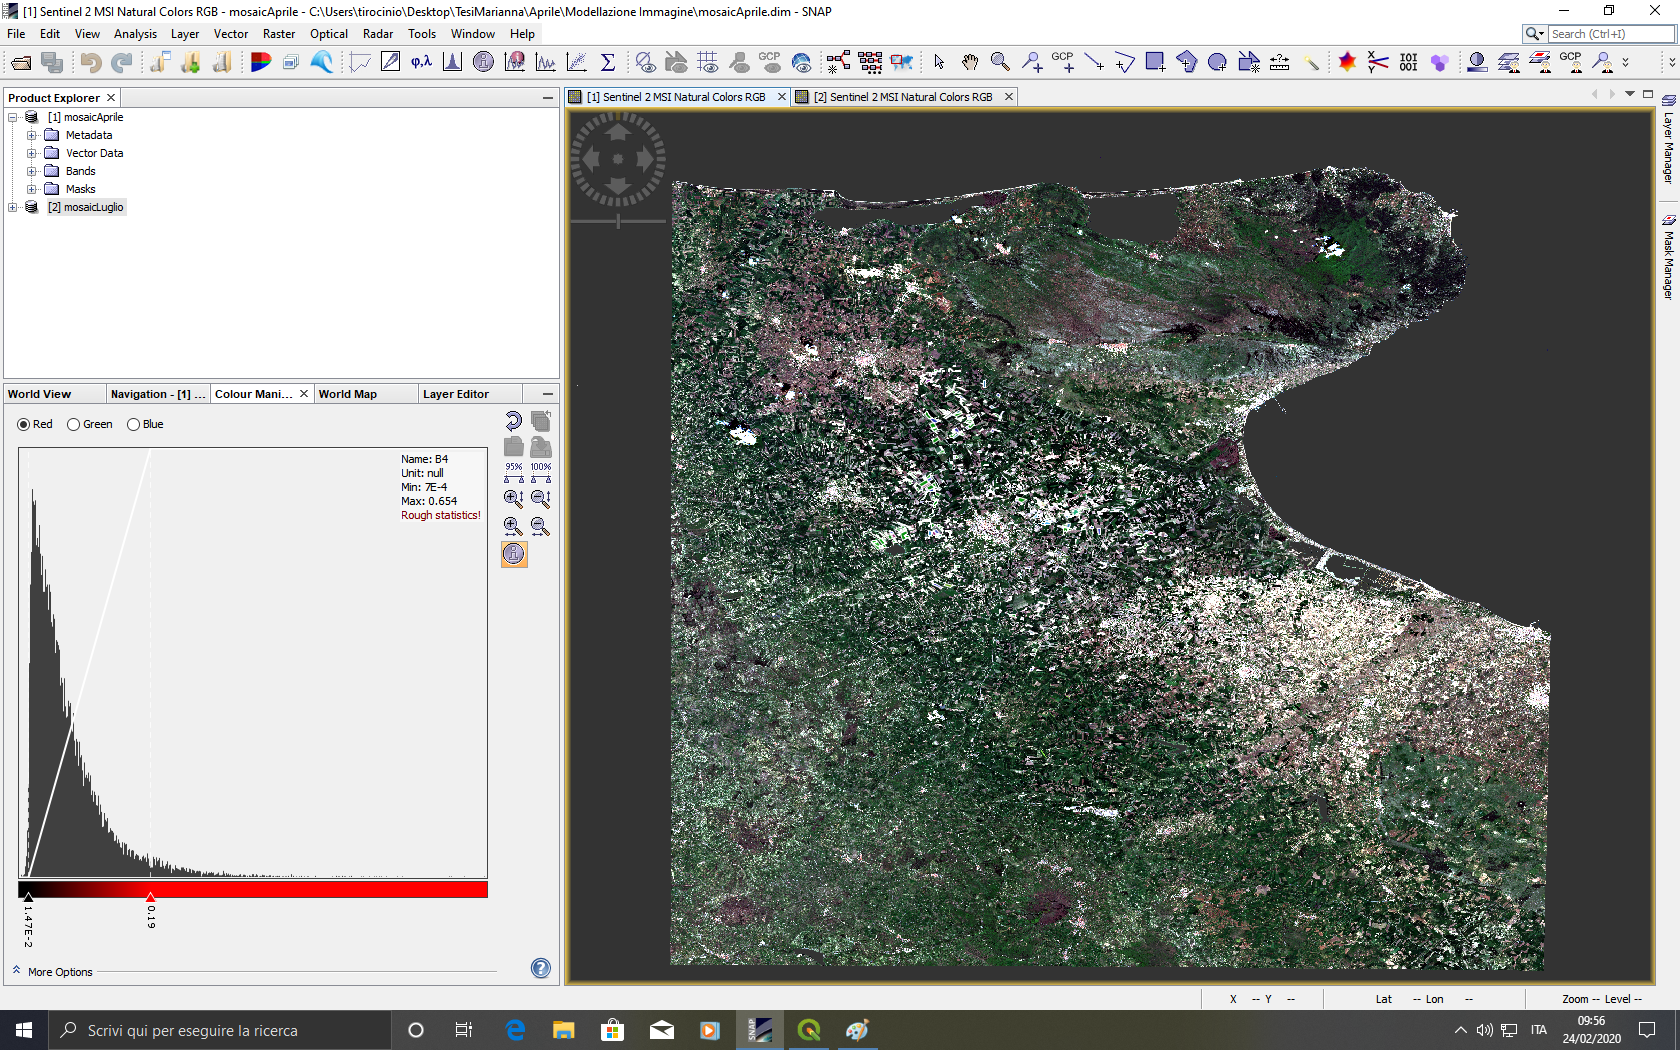 [1] Sentinel 2 MSI Natural Colors RGB - mosaicAprile - C:\Users\tirocinio\Desktop\TesiMarianna\Aprile\Modellazione Immagine\mosaicAprile.dim - SNAP
File Edit View Analysis Layer Vector Raster Optical Radar Tools Window Help
Search (Ctrl+I)
φ,λ Σ GCP GCP GCP
Product Explorer
[1] Sentinel 2 MSI Natural Colors RGB
[2] Sentinel 2 MSI Natural Colors RGB
[1] mosaicAprile
Metadata
Vector Data
Bands
Masks
[2] mosaicLuglio
Layer Manager
Mask Manager
World View
Navigation - [1] ...
Colour Mani...
World Map
Layer Editor
Red Green Blue
Name: B4
Unit: null
Min: 7E-4
Max: 0.654
Rough statistics!
95% 100%
1.47E-2
0.19
More Options
X -- Y -- Lat -- Lon -- Zoom -- Level --
Scrivi qui per eseguire la ricerca
SNAP
ITA
09:56
24/02/2020